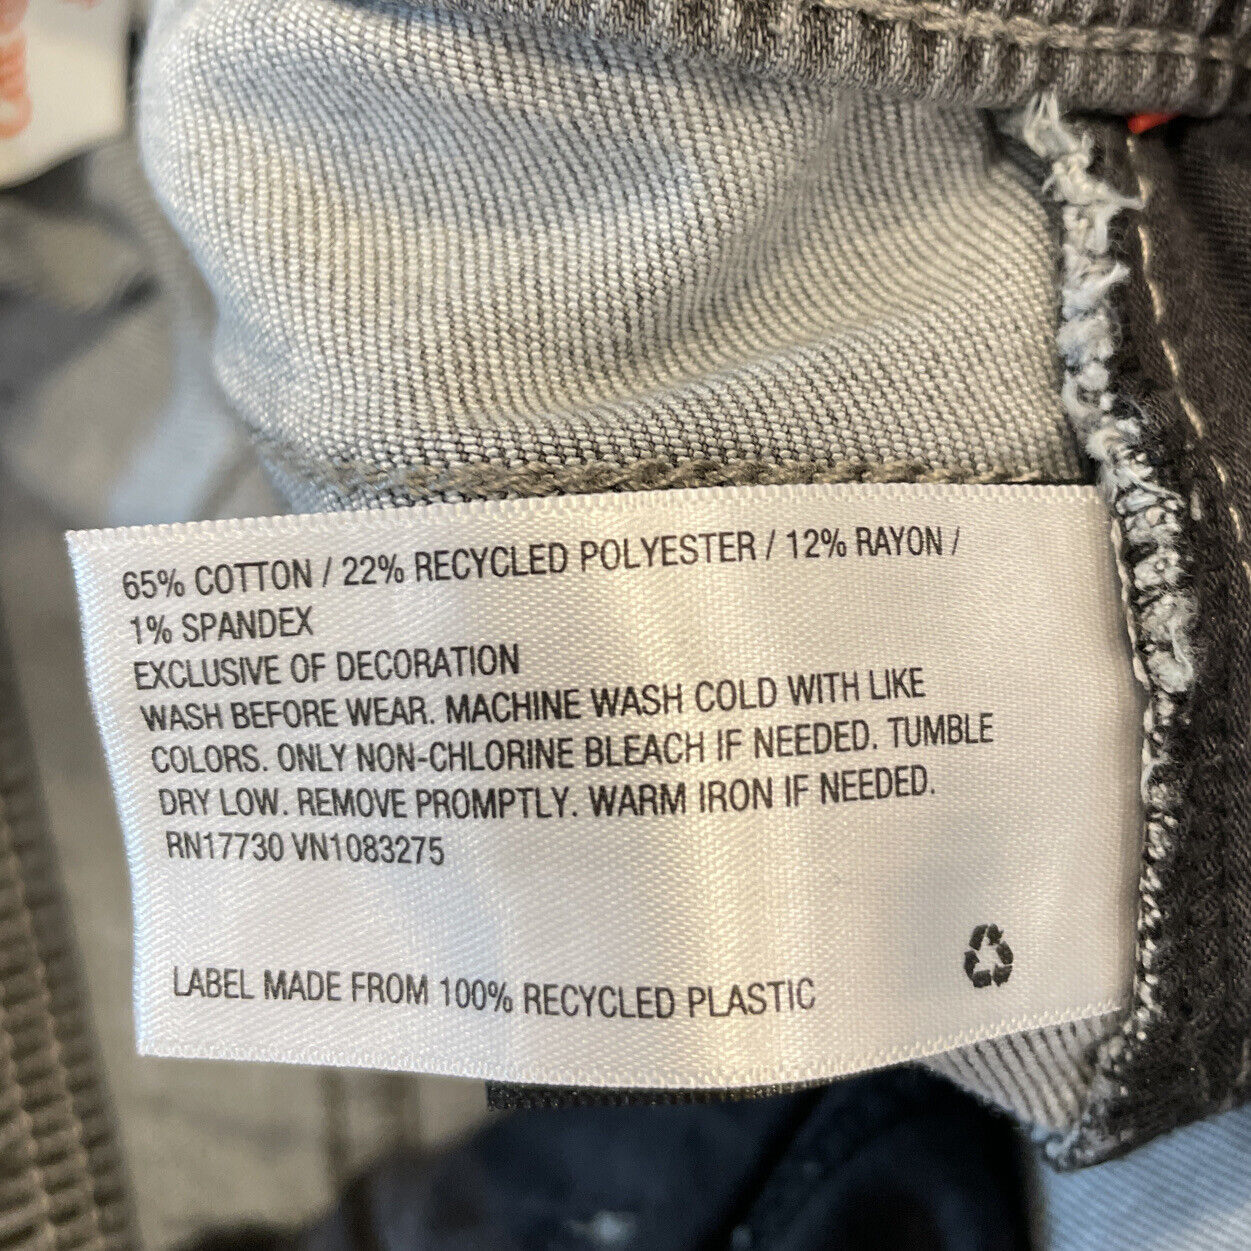 65% COTTON / 22% RECYCLED POLYESTER / 12% RAYON /
1% SPANDEX
EXCLUSIVE OF DECORATION
WASH BEFORE WEAR. MACHINE WASH COLD WITH LIKE
COLORS. ONLY NON-CHLORINE BLEACH IF NEEDED. TUMBLE
DRY LOW. REMOVE PROMPTLY. WARM IRON IF NEEDED.
RN17730 VN1083275
LABEL MADE FROM 100% RECYCLED PLASTIC